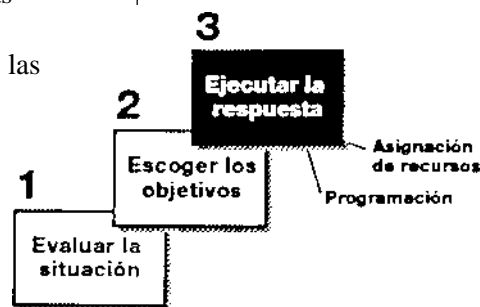 las
3
Ejecutar la
respuesta
2
Escoger los
objetivos
Asignación
de recursos
Programación
1
Evaluar la
situación